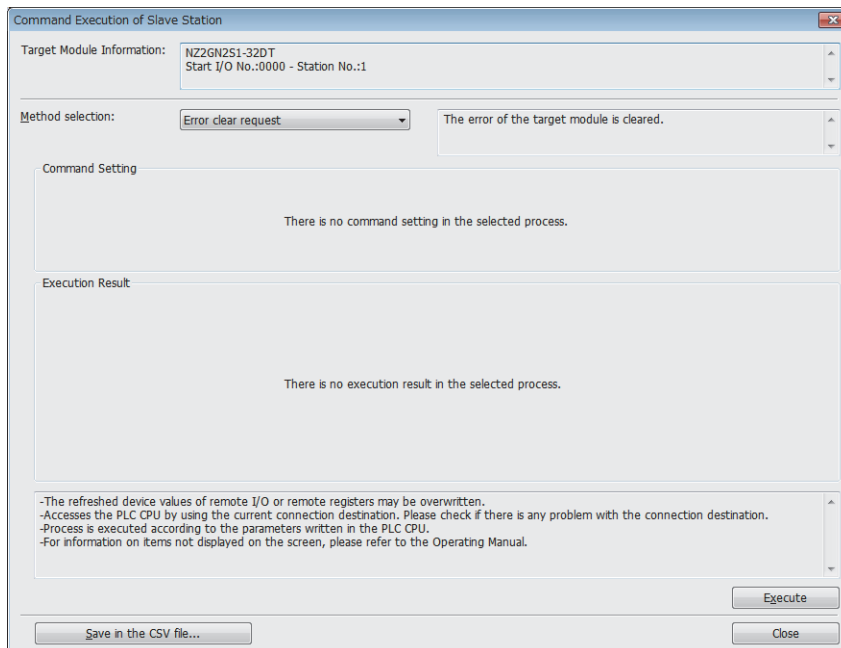 Command Execution of Slave Station
Target Module Information:
NZ2GN2S1-32DT
Start I/O No.:0000 - Station No.:1
Method selection:
Error clear request
The error of the target module is cleared.
Command Setting
There is no command setting in the selected process.
Execution Result
There is no execution result in the selected process.
-The refreshed device values of remote I/O or remote registers may be overwritten.
-Accesses the PLC CPU by using the current connection destination. Please check if there is any problem with the connection destination.
-Process is executed according to the parameters written in the PLC CPU.
-For information on items not displayed on the screen, please refer to the Operating Manual.
Execute
Save in the CSV file...
Close